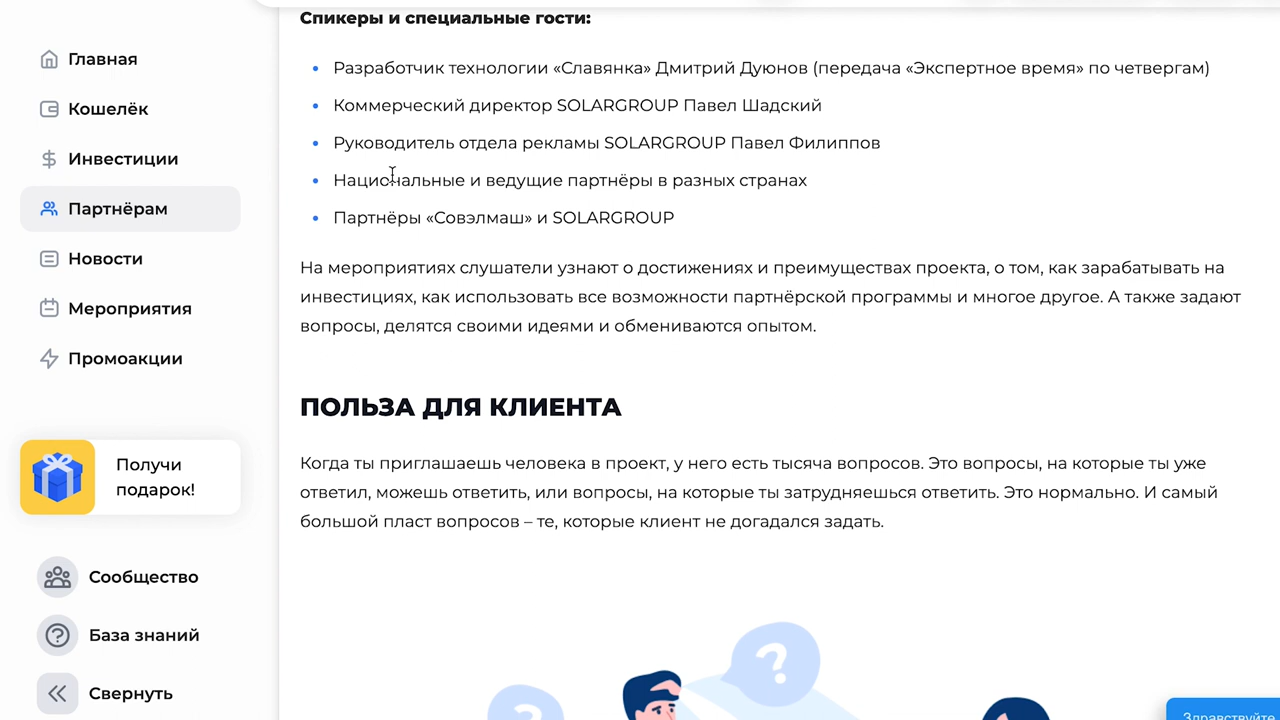 Главная
Кошелёк
Инвестиции
Партнёрам
Новости
Мероприятия
Промоакции
Получи
подарок!
Сообщество
База знаний
Свернуть
Спикеры и специальные гости:
Разработчик технологии «Славянка» Дмитрий Дуюнов (передача «Экспертное время» по четвергам)
Коммерческий директор SOLARGROUP Павел Шадский
Руководитель отдела рекламы SOLARGROUP Павел Филиппов
Национальные и ведущие партнёры в разных странах
Партнёры «Совэлмаш» и SOLARGROUP
На мероприятиях слушатели узнают о достижениях и преимуществах проекта, о том, как зарабатывать на
инвестициях, как использовать все возможности партнёрской программы и многое другое. А также задают
вопросы, делятся своими идеями и обмениваются опытом.
ПОЛЬЗА ДЛЯ КЛИЕНТА
Когда ты приглашаешь человека в проект, у него есть тысяча вопросов. Это вопросы, на которые ты уже
ответил, можешь ответить, или вопросы, на которые ты затрудняешься ответить. Это нормально. И самый
большой пласт вопросов – те, которые клиент не догадался задать.
?
?
Здравствуйте